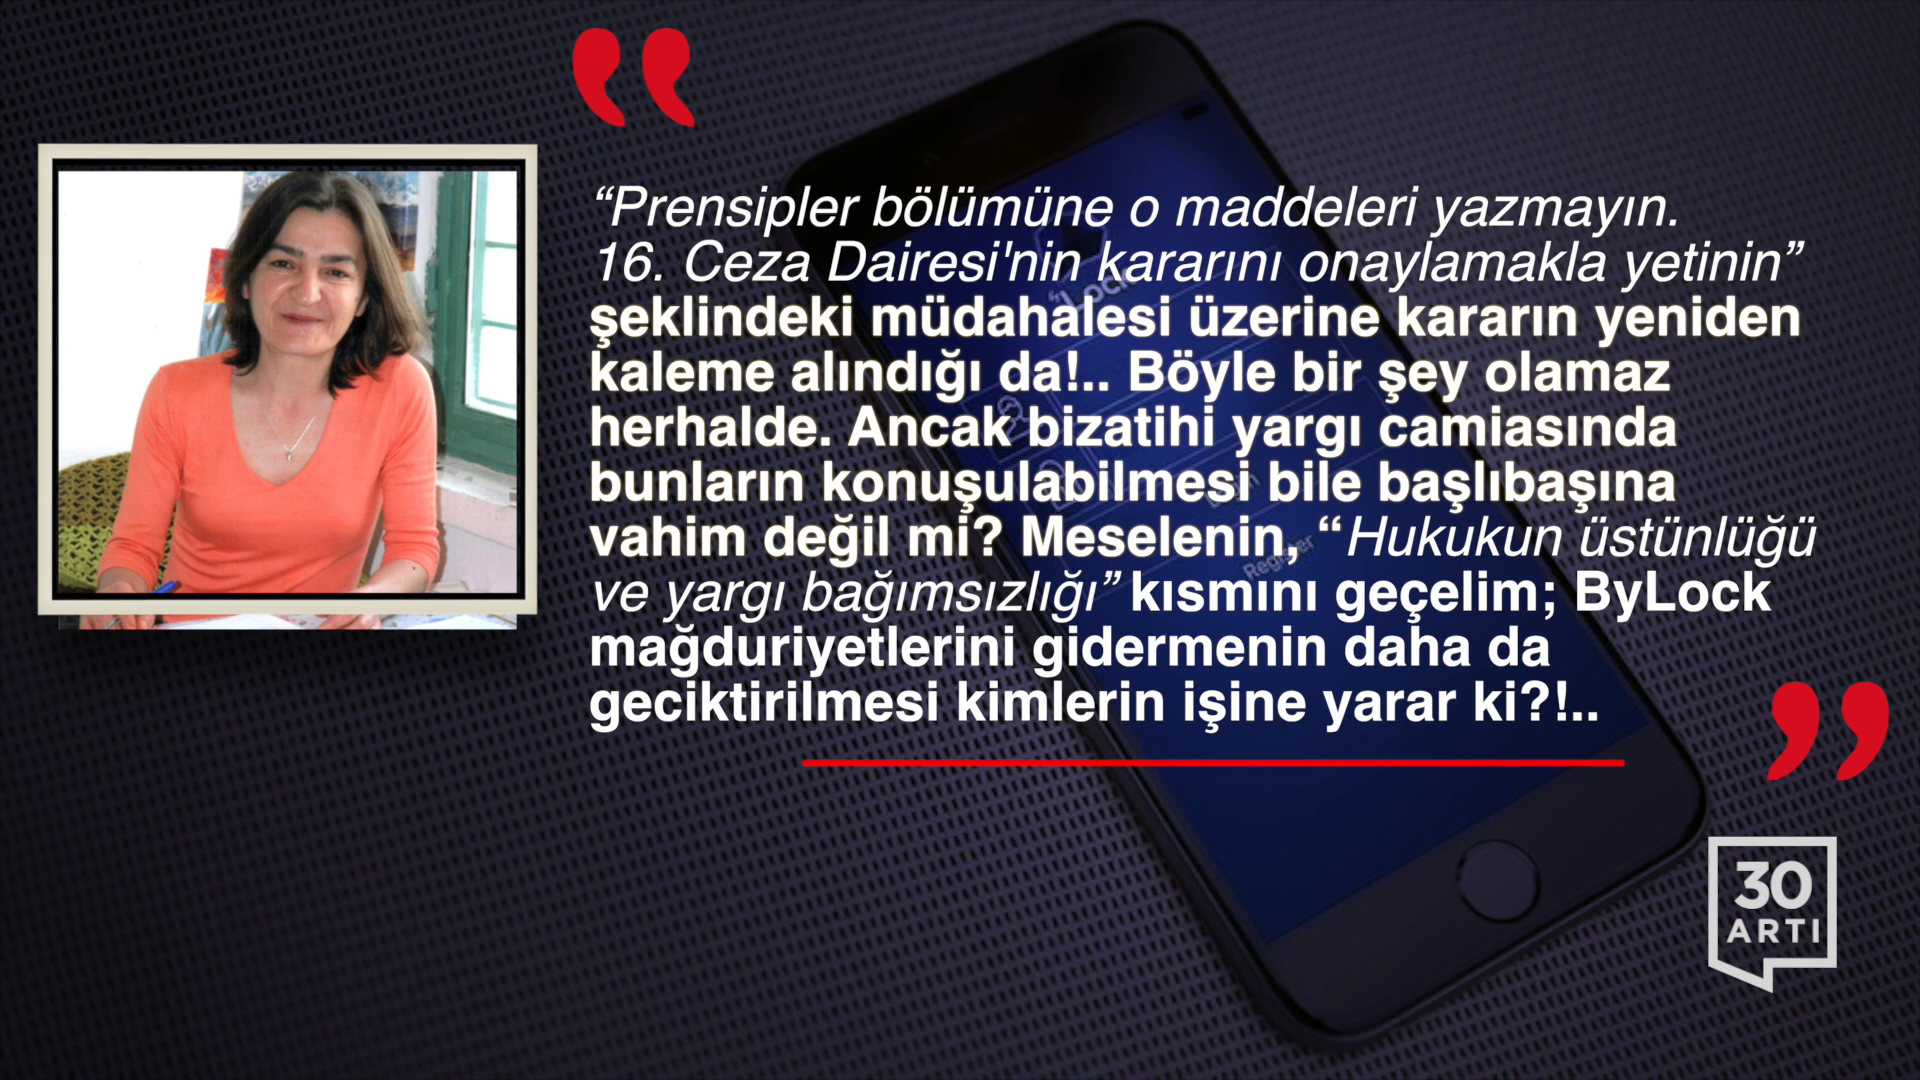 “Prensipler bölümüne o maddeleri yazmayın.
16. Ceza Dairesi'nin kararını onaylamakla yetinin”
şeklindeki müdahalesi üzerine kararın yeniden
kaleme alındığı da!.. Böyle bir şey olamaz
herhalde. Ancak bizatihi yargı camiasında
bunların konuşulabilmesi bile başlıbaşına
vahim değil mi? Meselenin, “Hukukun üstünlüğü
ve yargı bağımsızlığı” kısmını geçelim; ByLock
mağduriyetlerini gidermenin daha da
geciktirilmesi kimlerin işine yarar ki?!..
Register
30
ARTI